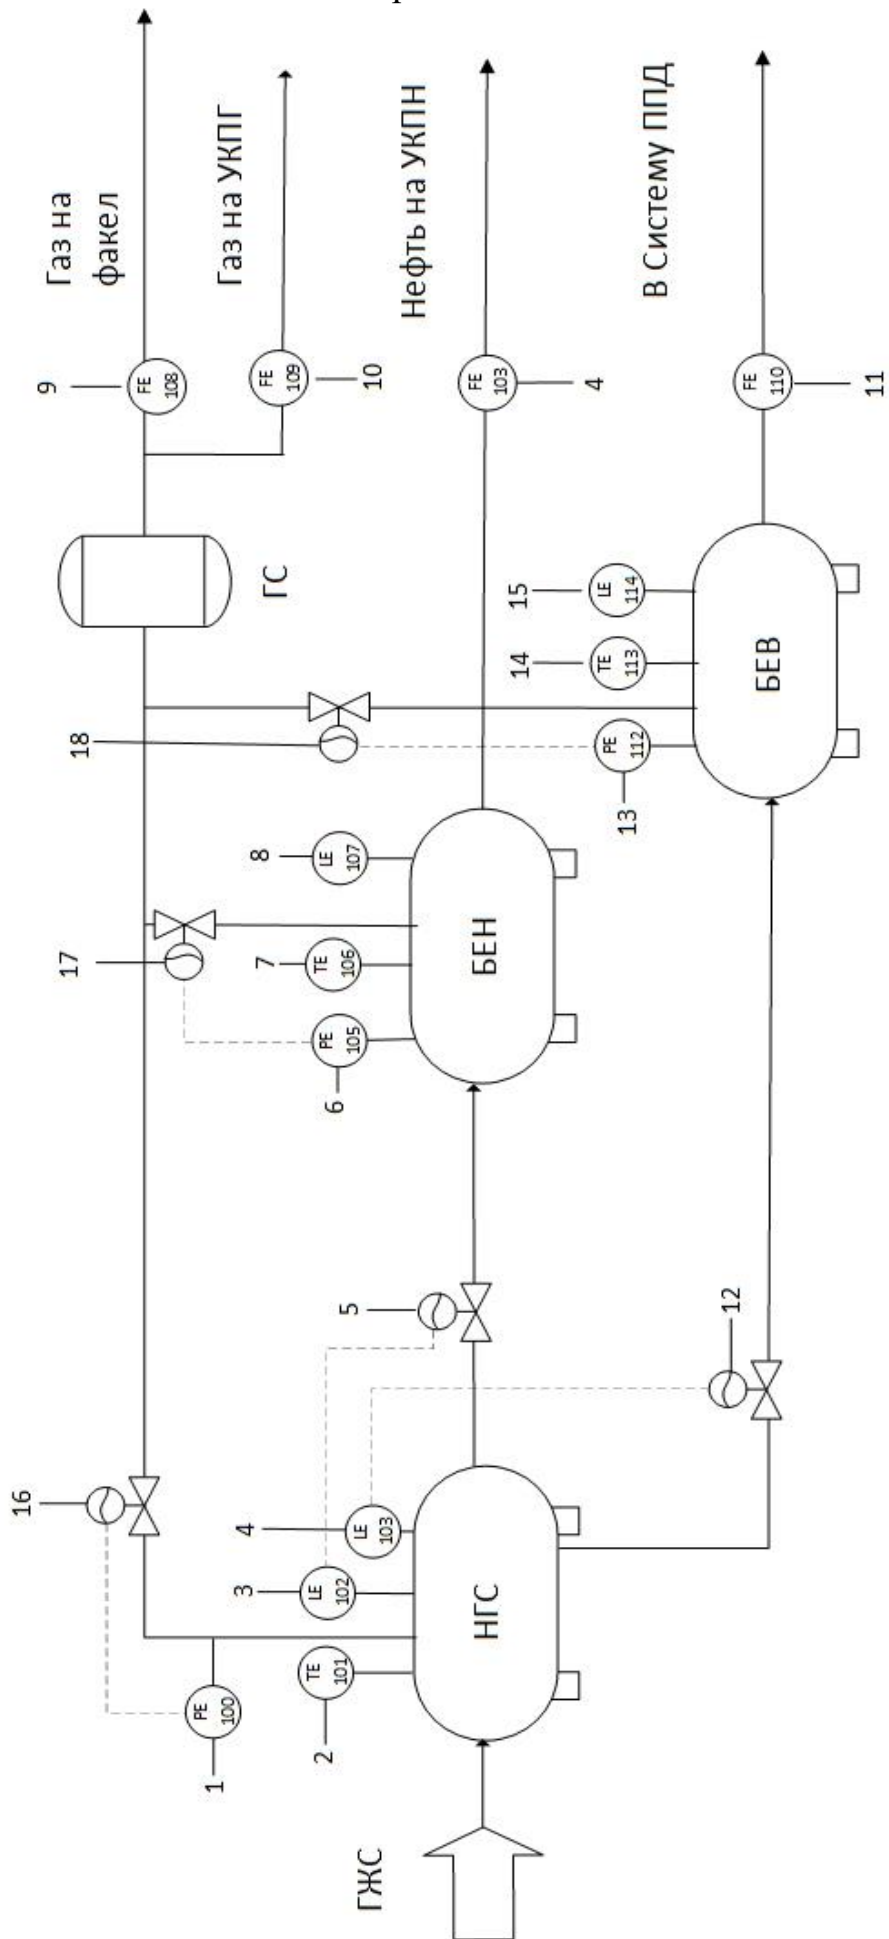 Газ на
факел
Газ на УКПГ
Нефть на УКПН
В Систему ППД
9
FE
108
FE
109
10
FE
103
4
FE
110
11
ГС
18
15
LE
114
14
TE
113
PE
112
13
БЕВ
8
LE
107
17
7
TE
106
PE
105
6
БЕН
5
12
16
4
LE
103
3
LE
102
TE
101
2
PE
100
1
НГС
ГЖС